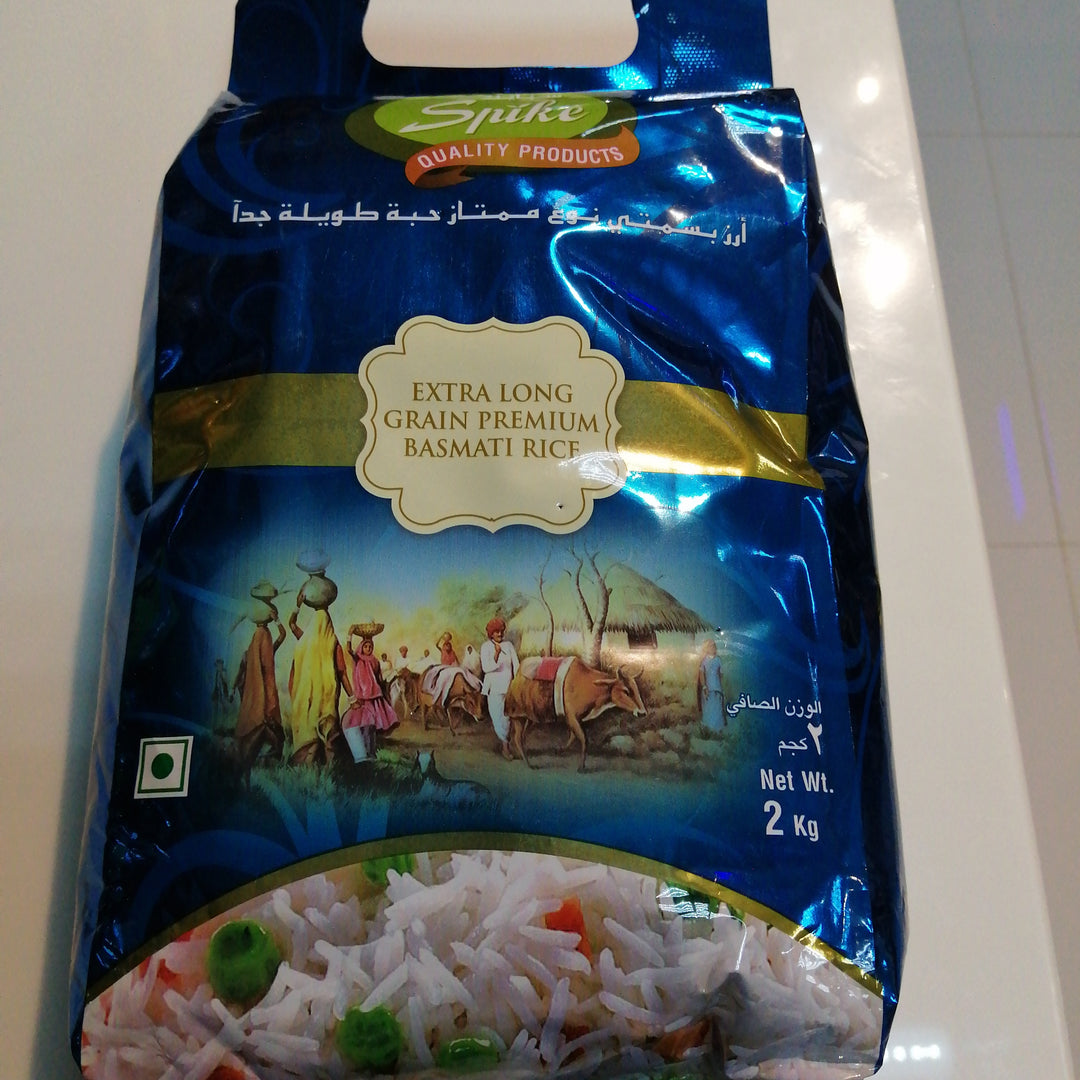 Spike
QUALITY PRODUCTS
أرز بسمتي نوع ممتاز حبة طويلة جداً
EXTRA LONG
GRAIN PREMIUM
BASMATI RICE
الوزن الصافي
٢ كجم
Net Wt.
2 Kg